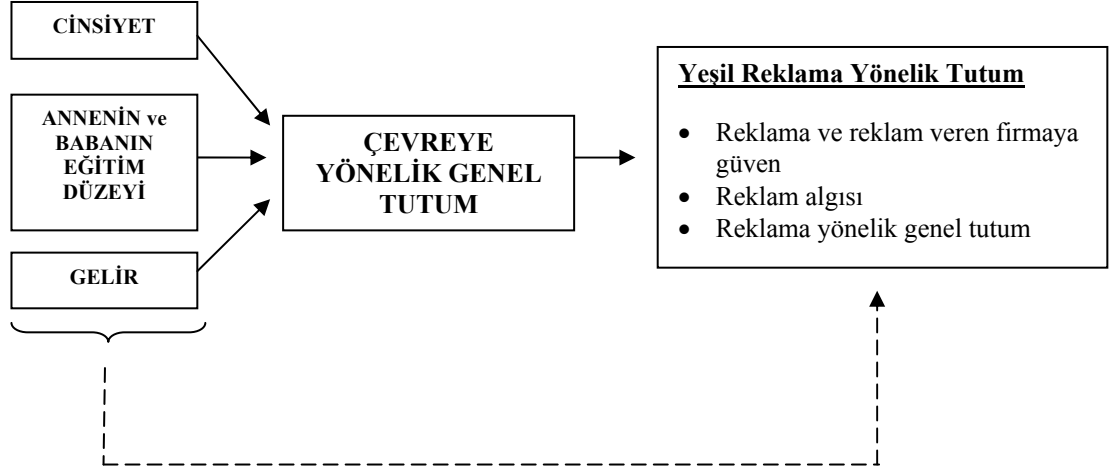 CİNSİYET
ANNENİN ve
BABANIN
EĞİTİM
DÜZEYİ
GELİR
ÇEVREYE
YÖNELİK GENEL
TUTUM
Yeşil Reklama Yönelik Tutum
• Reklama ve reklam veren firmaya
güven
• Reklam algısı
• Reklama yönelik genel tutum